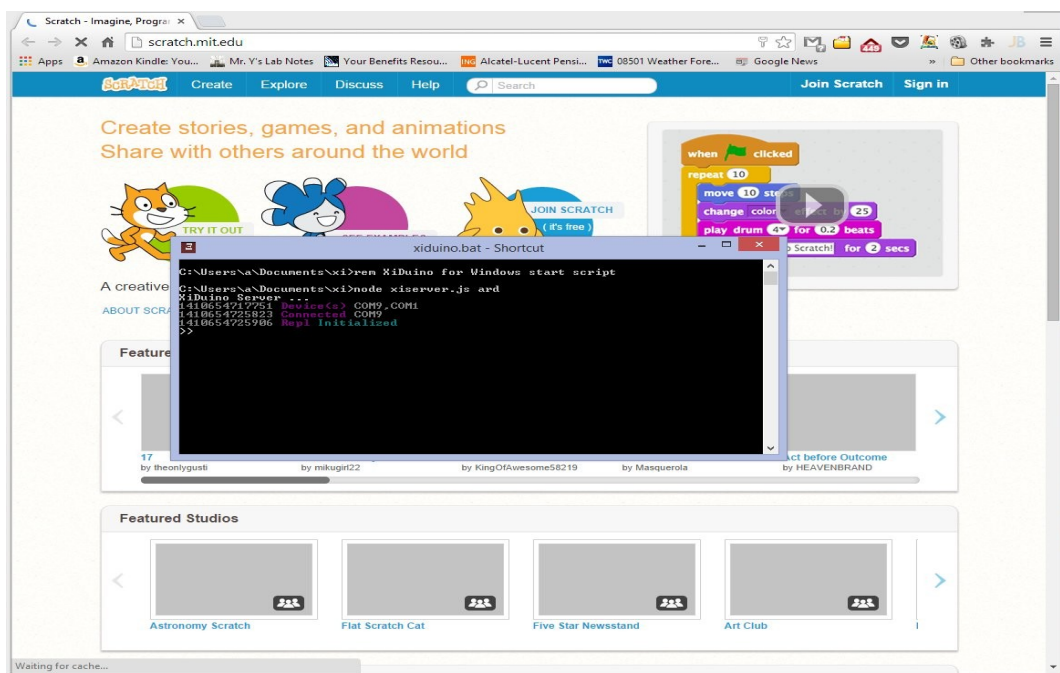 Scratch - Imagine, Prograr
scratch.mit.edu
Apps Amazon Kindle: You... Mr. Y's Lab Notes Your Benefits Resou... Alcatel-Lucent Pensi... 08501 Weather Fore... Google News » Other bookmarks
SCRATCH Create Explore Discuss Help Search Join Scratch Sign in
Create stories, games, and animations
Share with others around the world
TRY IT OUT
JOIN SCRATCH
( it's free )
when clicked
repeat 10
move 10 steps
change color effect by 25
play drum 4 for 0.2 beats
Scratch! for 2 secs
A creative
ABOUT SCRA
xiduino.bat - Shortcut
C:\Users\a\Documents\xi>rem XiDuino for Windows start script
C:\Users\a\Documents\xi>node xiserver.js ard
XiDuino Server ...
1410654717751 Device(s) COM9,COM1
1410654725823 Connected COM9
1410654725906 Repl Initialized
>>
Feature
17
by theonlygusti
by mikugirl22
by KingOfAwesome58219
by Masquerola
Act before Outcome
by HEAVENBRAND
Featured Studios
Astronomy Scratch
Flat Scratch Cat
Five Star Newsstand
Art Club
Waiting for cache...